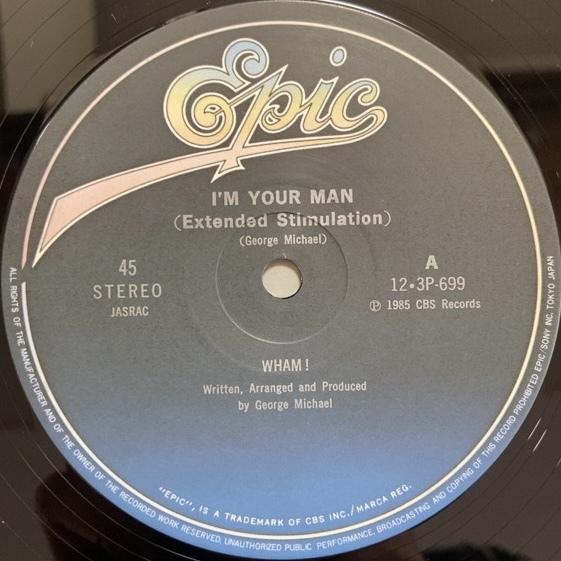 Epic
I'M YOUR MAN
(Extended Stimulation)
(George Michael)
45
STEREO
JASRAC
A
12・3P-699
Ⓟ 1985 CBS Records
WHAM!
Written, Arranged and Produced
by George Michael
"EPIC", IS A TRADEMARK OF CBS INC./MARCA REG.
ALL RIGHTS OF THE MANUFACTURER AND OF THE OWNER OF THE RECORDED WORK RESERVED. UNAUTHORIZED PUBLIC PERFORMANCE, BROADCASTING AND COPYING OF THIS RECORD PROHIBITED EPIC/SONY INC. TOKYO JAPAN